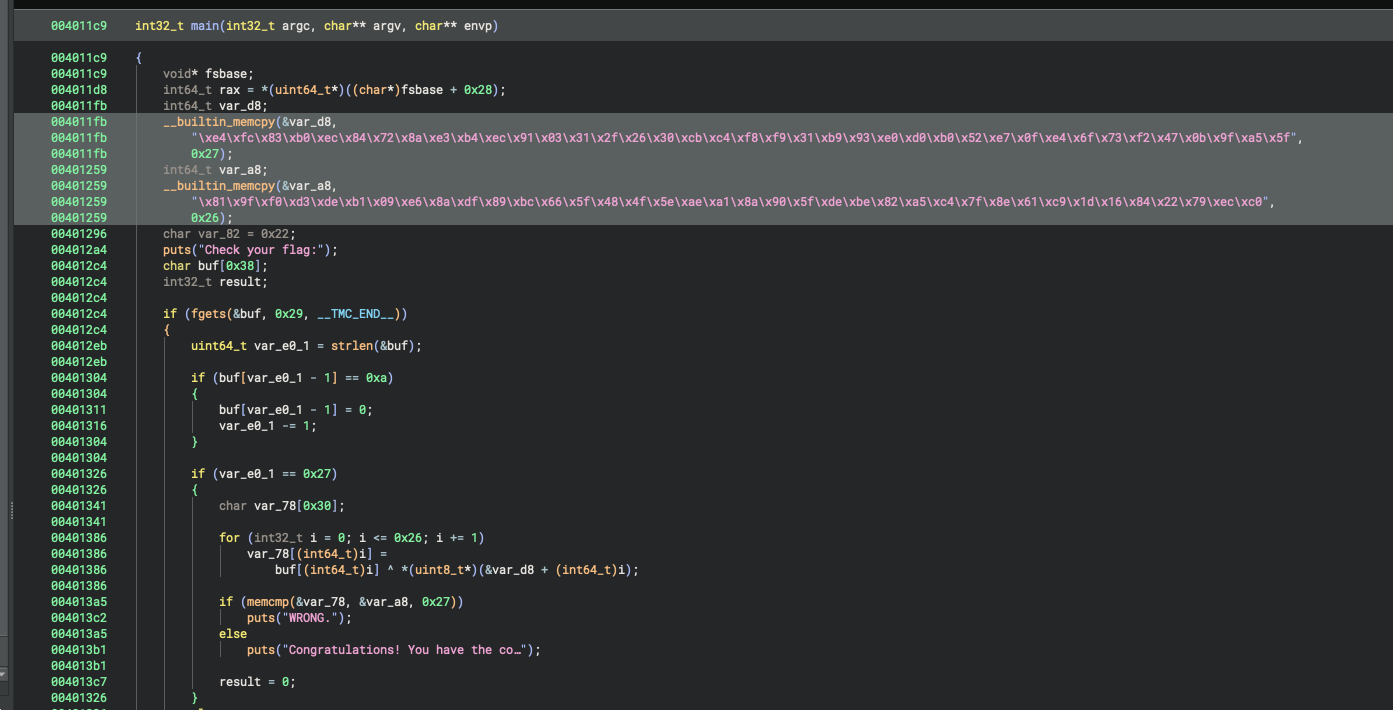 004011c9 int32_t main(int32_t argc, char** argv, char** envp)
004011c9 {
004011c9 void* fsbase;
004011d8 int64_t rax = *(uint64_t*)((char*)fsbase + 0x28);
004011fb int64_t var_d8;
004011fb __builtin_memcpy(&var_d8,
004011fb "\xe4\xfc\x83\xb0\xec\x84\x72\x8a\xe3\xb4\xec\x91\x03\x31\x2f\x26\x30\xcb\xc4\xf8\xf9\x31\xb9\x93\xe0\xd0\xb0\x52\xe7\x0f\xe4\x6f\x73\xf2\x47\x0b\x9f\xa5\x5f",
004011fb 0x27);
00401259 int64_t var_a8;
00401259 __builtin_memcpy(&var_a8,
00401259 "\x81\x9f\xf0\xd3\xde\xb1\x09\xe6\x8a\xdf\x89\xbc\x66\x5f\x48\x4f\x5e\xae\xa1\x8a\x90\x5f\xde\xbe\x82\xa5\xc4\x7f\x8e\x61\xc9\x1d\x16\x84\x22\x79\xec\xc0",
00401259 0x26);
00401296 char var_82 = 0x22;
004012a4 puts("Check your flag:");
004012c4 char buf[0x38];
004012c4 int32_t result;
004012c4
004012c4 if (fgets(&buf, 0x29, __TMC_END__))
004012c4 {
004012eb uint64_t var_e0_1 = strlen(&buf);
004012eb
00401304 if (buf[var_e0_1 - 1] == 0xa)
00401304 {
00401311 buf[var_e0_1 - 1] = 0;
00401316 var_e0_1 -= 1;
00401304 }
00401304
00401326 if (var_e0_1 == 0x27)
00401326 {
00401341 char var_78[0x30];
00401341
00401386 for (int32_t i = 0; i <= 0x26; i += 1)
00401386 var_78[(int64_t)i] =
00401386 buf[(int64_t)i] ^ *(uint8_t*)(&var_d8 + (int64_t)i);
00401386
004013a5 if (memcmp(&var_78, &var_a8, 0x27))
004013c2 puts("WRONG.");
004013a5 else
004013b1 puts("Congratulations! You have the co…");
004013b1
004013c7 result = 0;
00401326 }